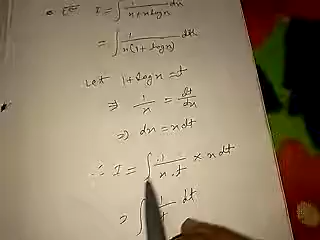 I = ∫ 1/(x+x log x) dx
= ∫ 1/(x(1+log x)) dx
Let 1+log x = t
⇒ 1/x = dt/dx
⇒ dx = x dt
∴ I = ∫ 1/(x.t) × x dt
= ∫ 1/t dt